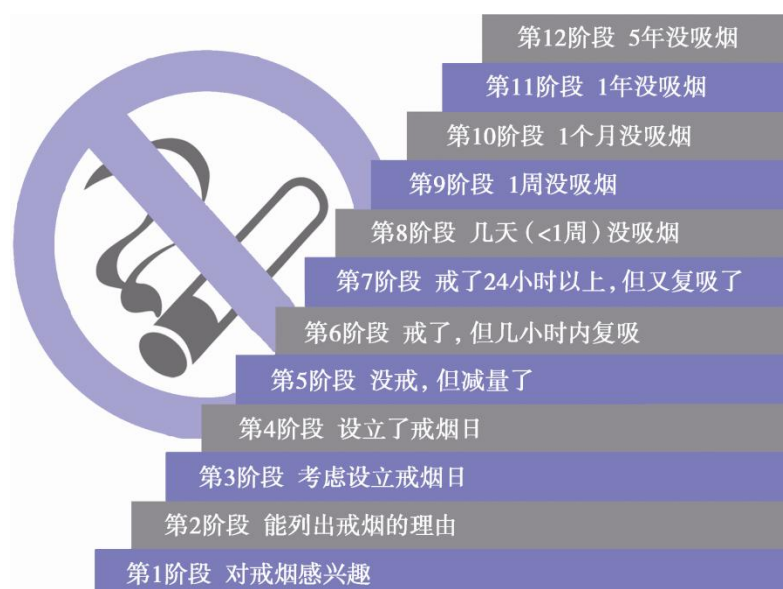 第12阶段 5年没吸烟
第11阶段 1年没吸烟
第10阶段 1个月没吸烟
第9阶段 1周没吸烟
第8阶段 几天（<1周）没吸烟
第7阶段 戒了24小时以上，但又复吸了
第6阶段 戒了，但几小时内复吸
第5阶段 没戒，但减量了
第4阶段 设立了戒烟日
第3阶段 考虑设立戒烟日
第2阶段 能列出戒烟的理由
第1阶段 对戒烟感兴趣